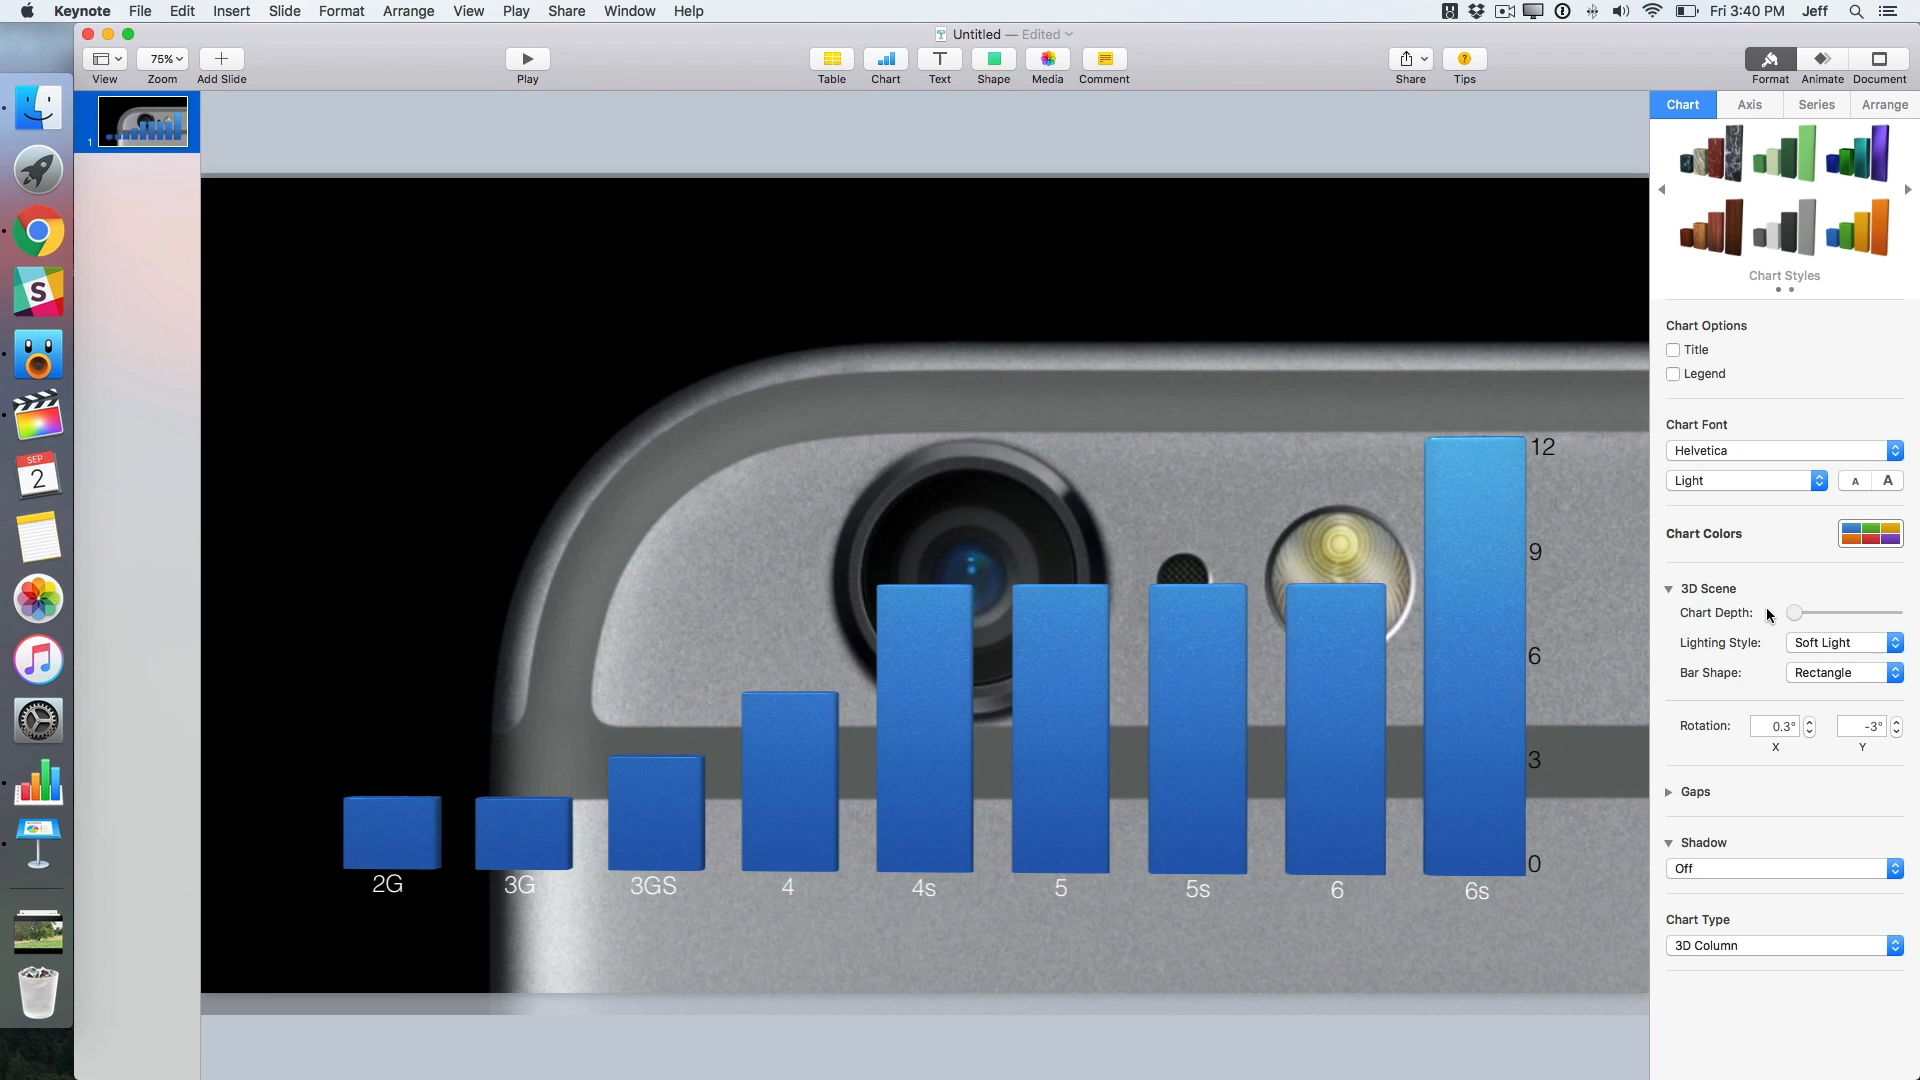 Keynote File Edit Insert Slide Format Arrange View Play Share Window Help Fri 3:40 PM Jeff
Untitled — Edited
75%
View Zoom Add Slide Play Table Chart Text Shape Media Comment Share Tips Format Animate Document
1
Chart Axis Series Arrange
Chart Styles
Chart Options
Title
Legend
Chart Font
Helvetica
Light A A
Chart Colors
3D Scene
Chart Depth:
Lighting Style: Soft Light
Bar Shape: Rectangle
Rotation: 0.3° -3°
X Y
Gaps
Shadow
Off
Chart Type
3D Column
12
9
6
3
0
2G 3G 3GS 4 4s 5 5s 6 6s
S
SEP
2